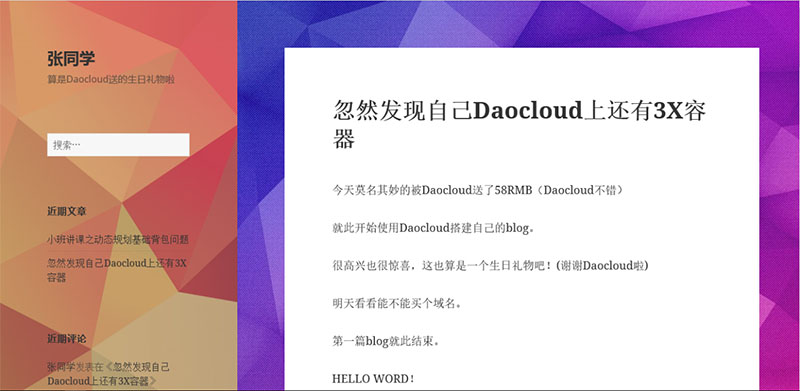 张同学
算是Daocloud送的生日礼物啦
搜索…
近期文章
小班讲课之动态规划基础背包问题
忽然发现自己Daocloud上还有3X
容器
近期评论
张同学发表在《忽然发现自己
Daocloud上还有3X容器》
忽然发现自己Daocloud上还有3X容
器
今天莫名其妙的被Daocloud送了58RMB（Daocloud不错）
就此开始使用Daocloud搭建自己的blog。
很高兴也很惊喜，这也算是一个生日礼物吧！(谢谢Daocloud啦)
明天看看能不能买个域名。
第一篇blog就此结束。
HELLO WORD！